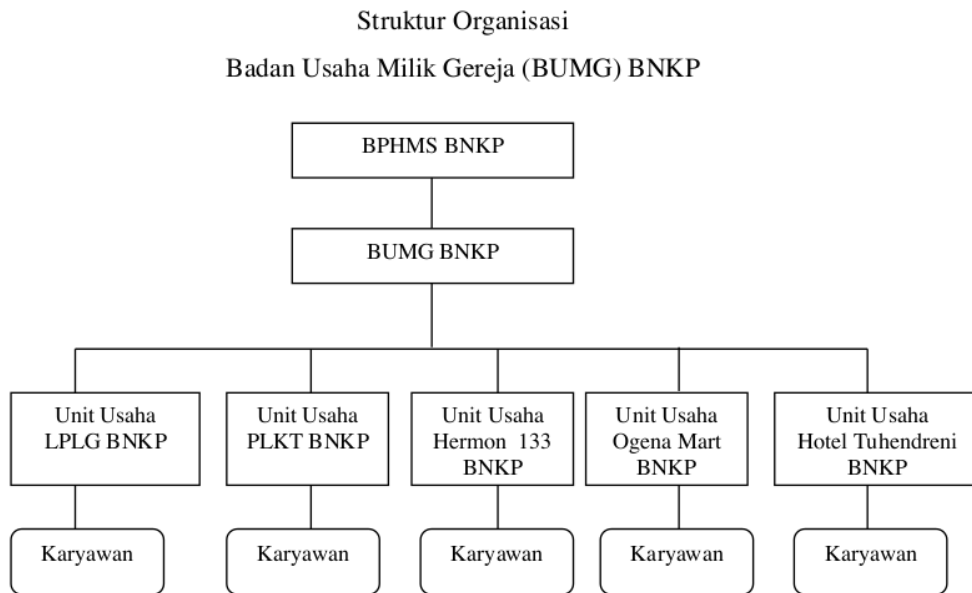 Struktur Organisasi
Badan Usaha Milik Gereja (BUMG) BNKP
BPHMS BNKP
BUMG BNKP
Unit Usaha
LPLG BNKP
Unit Usaha
PLKT BNKP
Unit Usaha
Hermon 133
BNKP
Unit Usaha
Ogena Mart
BNKP
Unit Usaha
Hotel Tuhendreni
BNKP
Karyawan
Karyawan
Karyawan
Karyawan
Karyawan